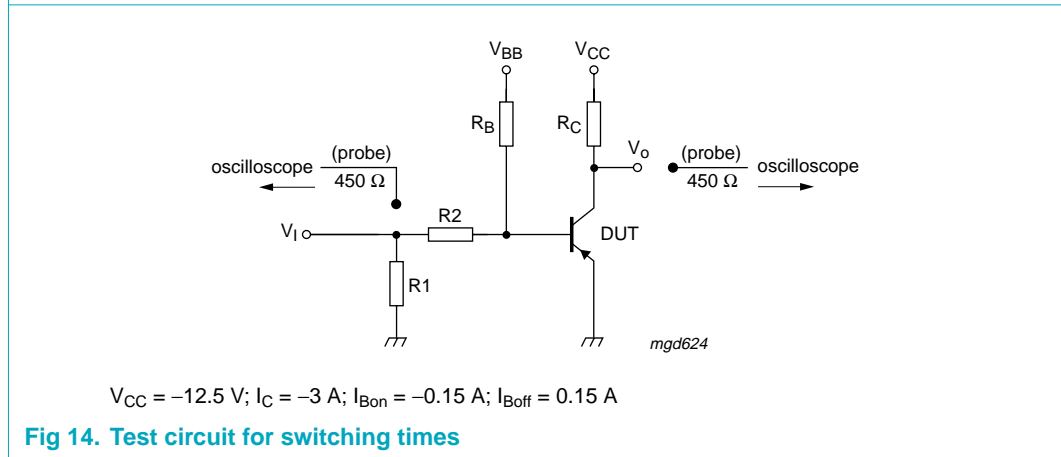 VBB VCC
RB RC
oscilloscope (probe) 450 Ω
Vo (probe) 450 Ω oscilloscope
R2
VI
DUT
R1
mgd624
VCC = −12.5 V; IC = −3 A; IBon = −0.15 A; IBoff = 0.15 A
Fig 14. Test circuit for switching times